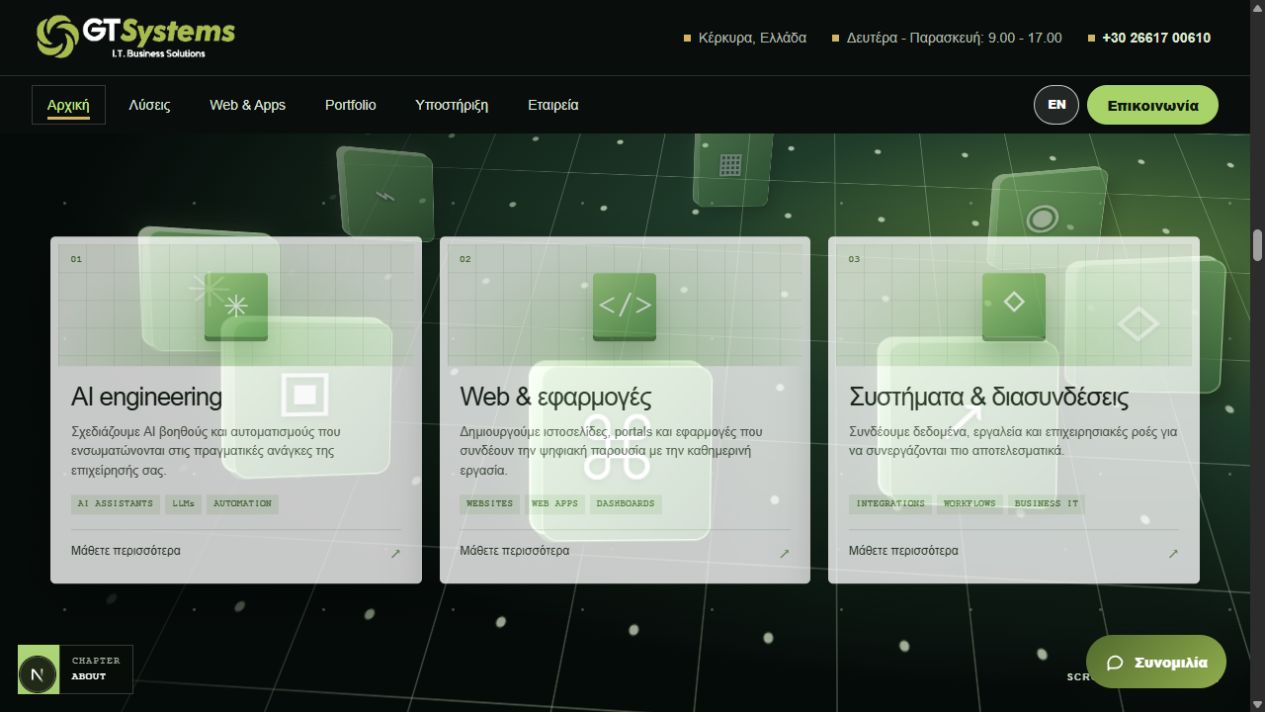 GTSystems
I.T. Business Solutions
Κέρκυρα, Ελλάδα
Δευτέρα - Παρασκευή: 9.00 - 17.00
+30 26617 00610
Αρχική
Λύσεις
Web & Apps
Portfolio
Υποστήριξη
Εταιρεία
EN
Επικοινωνία
01
AI engineering
Σχεδιάζουμε AI βοηθούς και αυτοματισμούς που
ενσωματώνονται στις πραγματικές ανάγκες της
επιχείρησής σας.
AI ASSISTANTS
LLMs
AUTOMATION
Μάθετε περισσότερα
02
</>
Web & εφαρμογές
Δημιουργούμε ιστοσελίδες, portals και εφαρμογές που
συνδέουν την ψηφιακή παρουσία με την καθημερινή
εργασία.
WEBSITES
WEB APPS
DASHBOARDS
Μάθετε περισσότερα
03
Συστήματα & διασυνδέσεις
Συνδέουμε δεδομένα, εργαλεία και επιχειρησιακές ροές για
να συνεργάζονται πιο αποτελεσματικά.
INTEGRATIONS
WORKFLOWS
BUSINESS IT
Μάθετε περισσότερα
N
CHAPTER
ABOUT
SCR
Συνομιλία